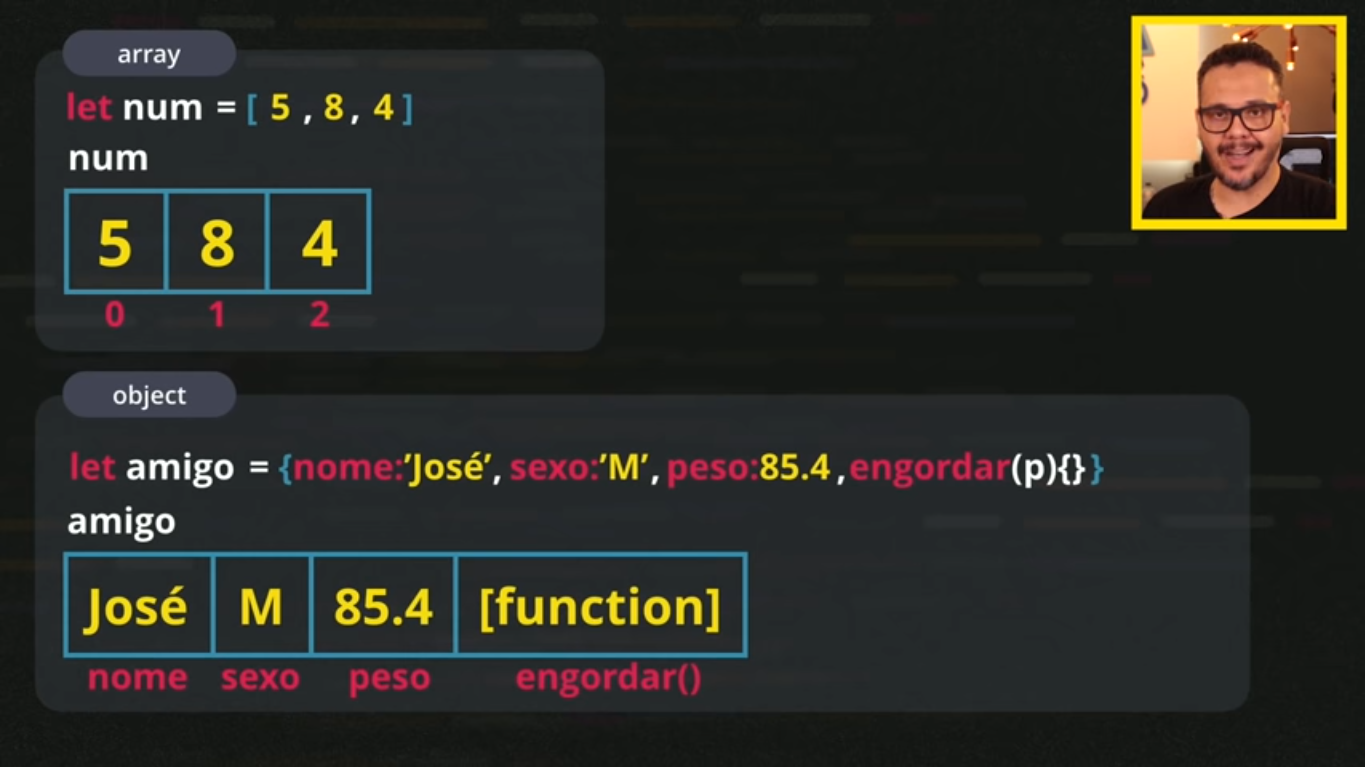 array
let num = [ 5 , 8 , 4 ]
num
5 8 4
0 1 2
object
let amigo = {nome:’José’, sexo:’M’, peso:85.4 ,engordar(p){} }
amigo
José M 85.4 [function]
nome sexo peso engordar()